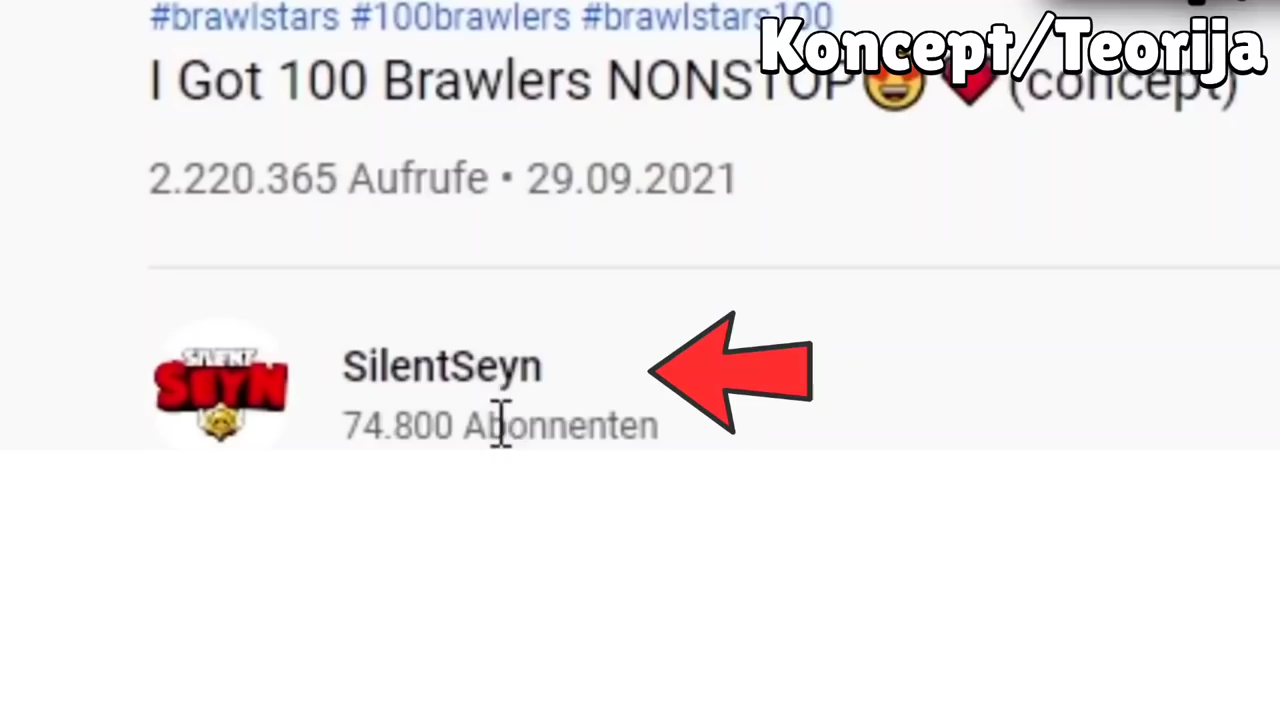 #brawlstars #100brawlers #brawlstars100
Koncept/Teorija
I Got 100 Brawlers NONSTOP😍❤️(concept)
2.220.365 Aufrufe • 29.09.2021
SILENT
SEYN
SilentSeyn
74.800 Abonnenten